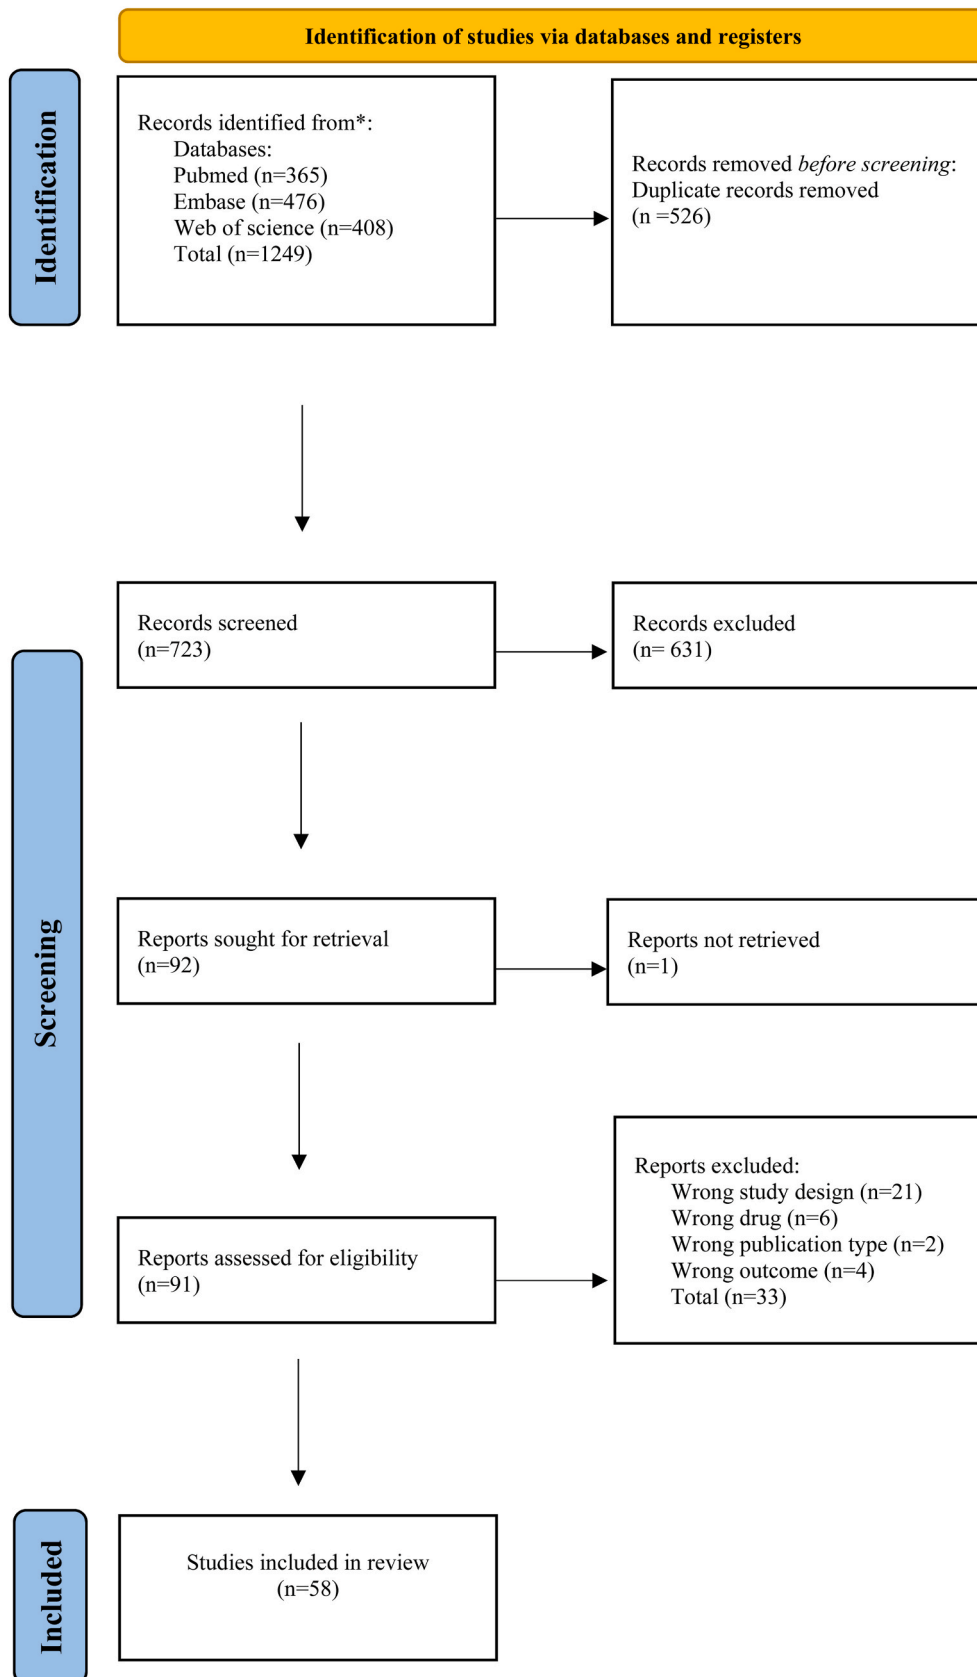 Identification of studies via databases and registers
Identification
Records identified from*:
Databases:
Pubmed (n=365)
Embase (n=476)
Web of science (n=408)
Total (n=1249)
Records removed before screening:
Duplicate records removed
(n =526)
Screening
Records screened
(n=723)
Records excluded
(n= 631)
Reports sought for retrieval
(n=92)
Reports not retrieved
(n=1)
Reports assessed for eligibility
(n=91)
Reports excluded:
Wrong study design (n=21)
Wrong drug (n=6)
Wrong publication type (n=2)
Wrong outcome (n=4)
Total (n=33)
Included
Studies included in review
(n=58)